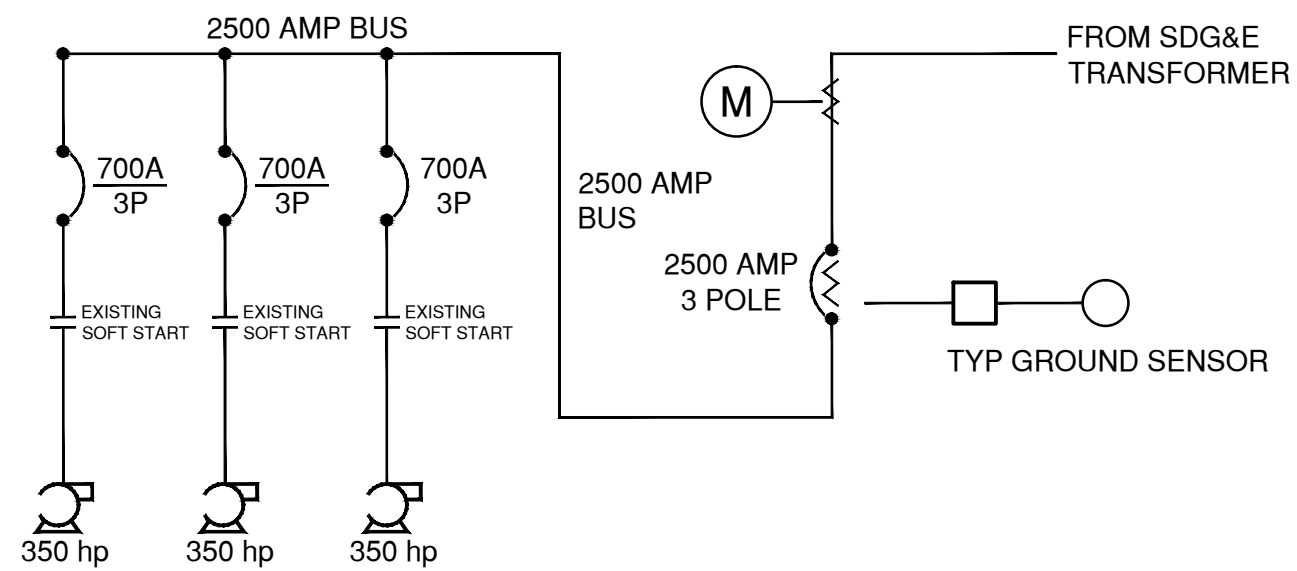 2500 AMP BUS
FROM SDG&E
TRANSFORMER
M
700A
3P
700A
3P
700A
3P
2500 AMP
BUS
2500 AMP
3 POLE
EXISTING
SOFT START
EXISTING
SOFT START
EXISTING
SOFT START
TYP GROUND SENSOR
350 hp
350 hp
350 hp